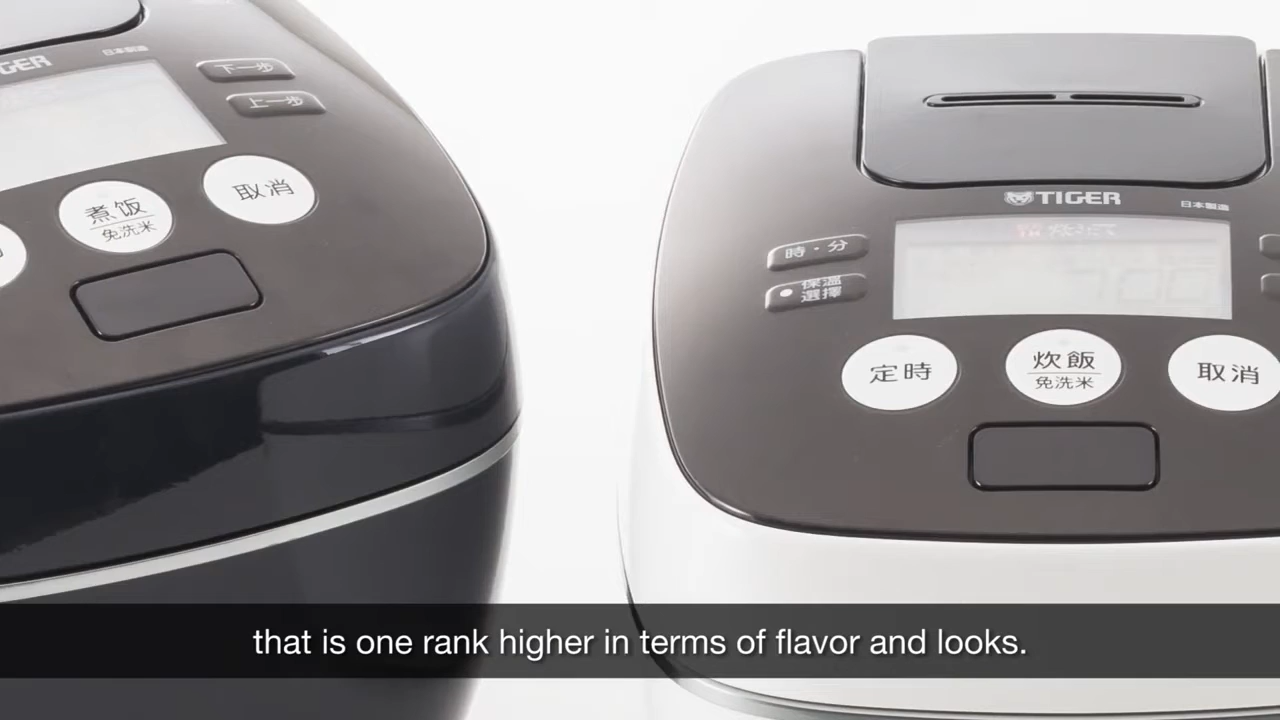 GER
日本製造
下一步
上一步
煮饭
免洗米
取消
TIGER
日本製造
時・分
保温
選擇
700
定時
炊飯
免洗米
取消
that is one rank higher in terms of flavor and looks.